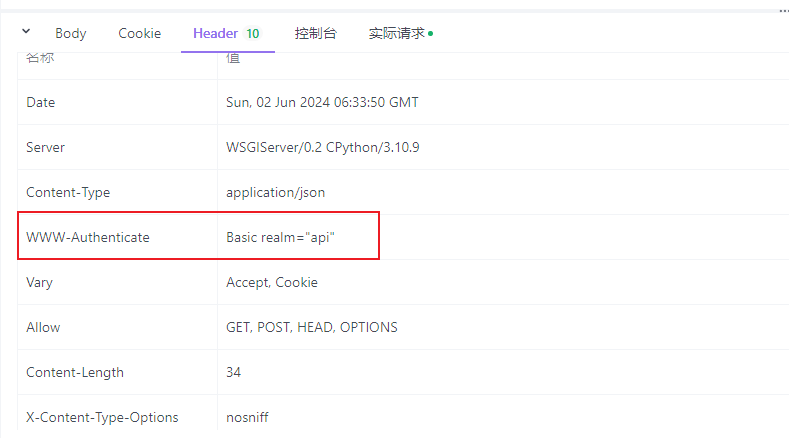 Body Cookie Header 10 控制台 实际请求
名称 值
Date Sun, 02 Jun 2024 06:33:50 GMT
Server WSGIServer/0.2 CPython/3.10.9
Content-Type application/json
WWW-Authenticate Basic realm="api"
Vary Accept, Cookie
Allow GET, POST, HEAD, OPTIONS
Content-Length 34
X-Content-Type-Options nosniff